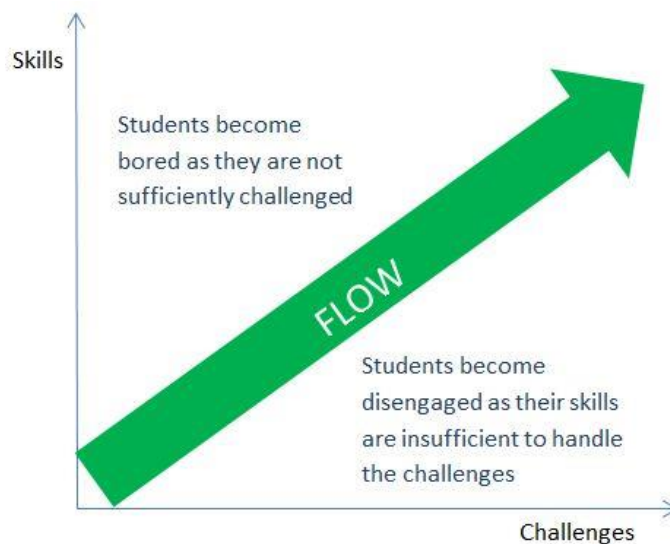 Skills
Students become
bored as they are not
sufficiently challenged
FLOW
Students become
disengaged as their skills
are insufficient to handle
the challenges
Challenges